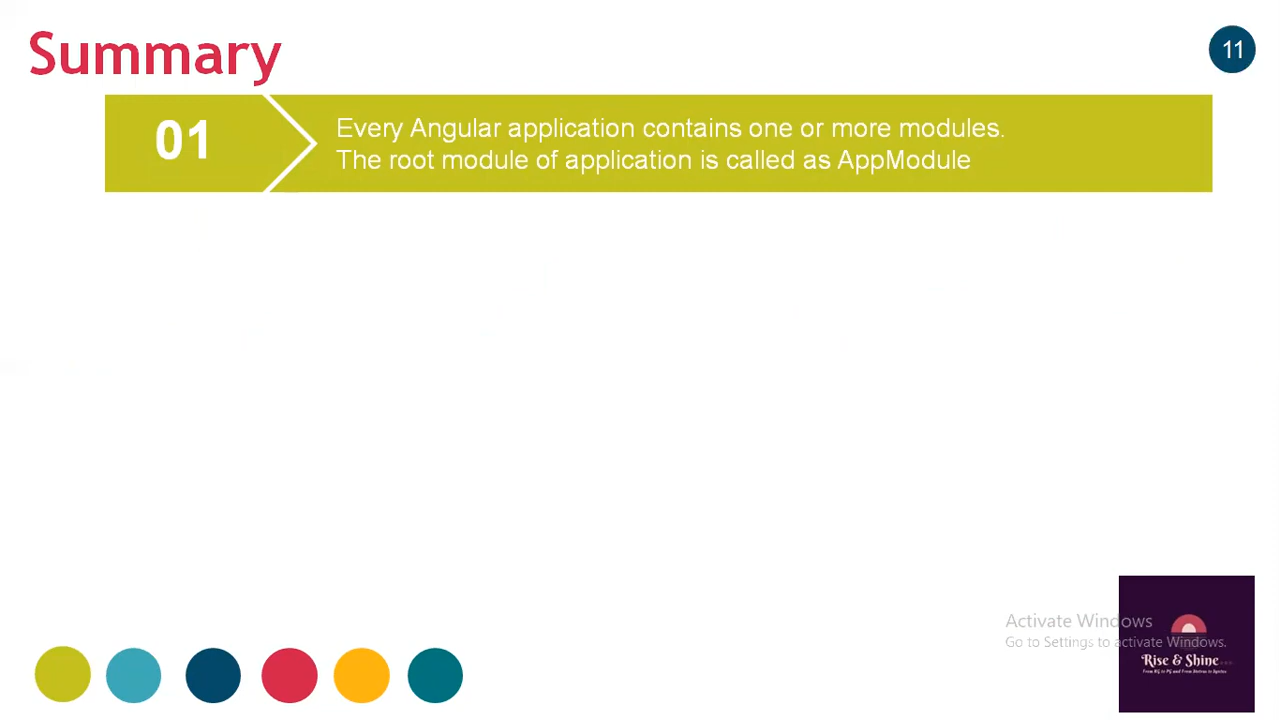 Summary
11
01
Every Angular application contains one or more modules.
The root module of application is called as AppModule
Activate Windows
Go to Settings to activate Windows.
Rise & Shine